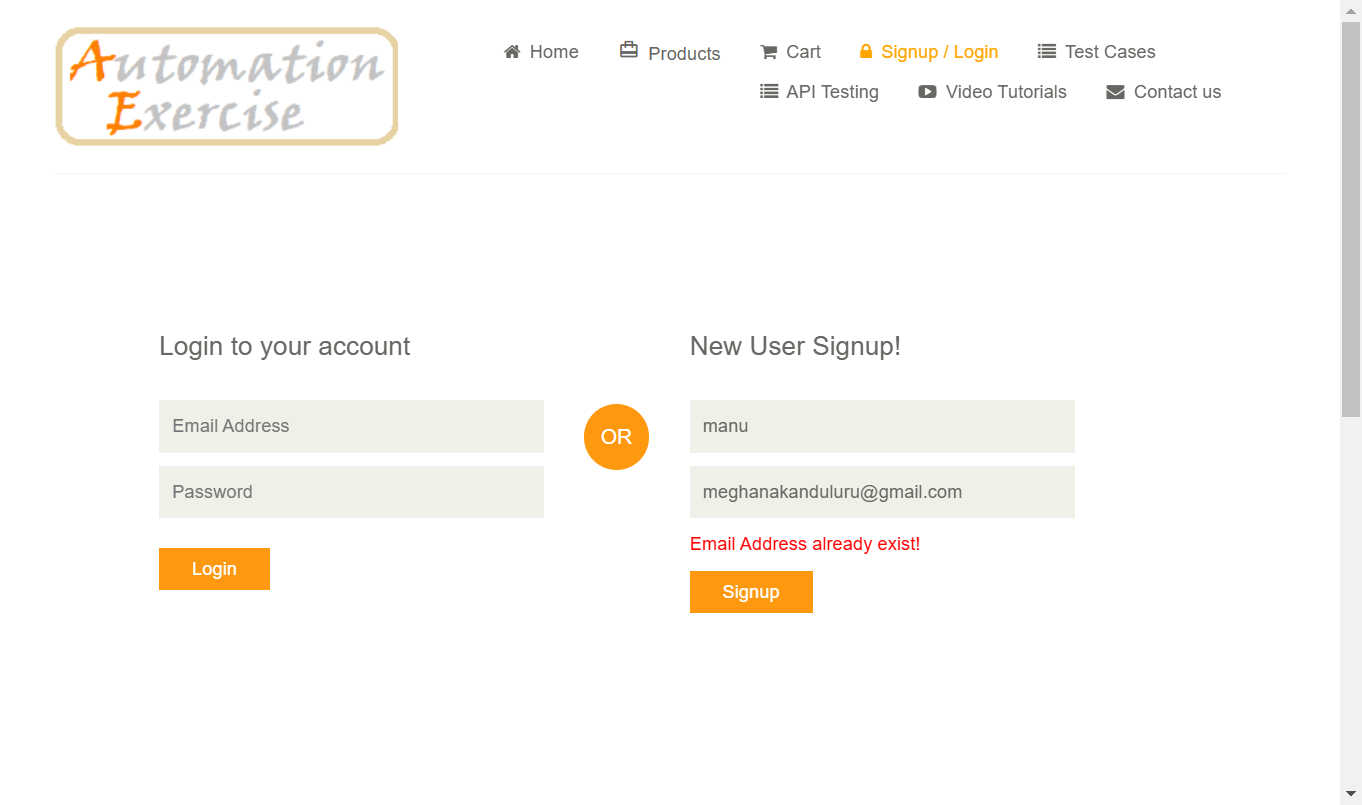 Automation
Exercise
Home Products Cart Signup / Login Test Cases
API Testing Video Tutorials Contact us
Login to your account
Email Address
Password
Login
OR
New User Signup!
manu
meghanakanduluru@gmail.com
Email Address already exist!
Signup